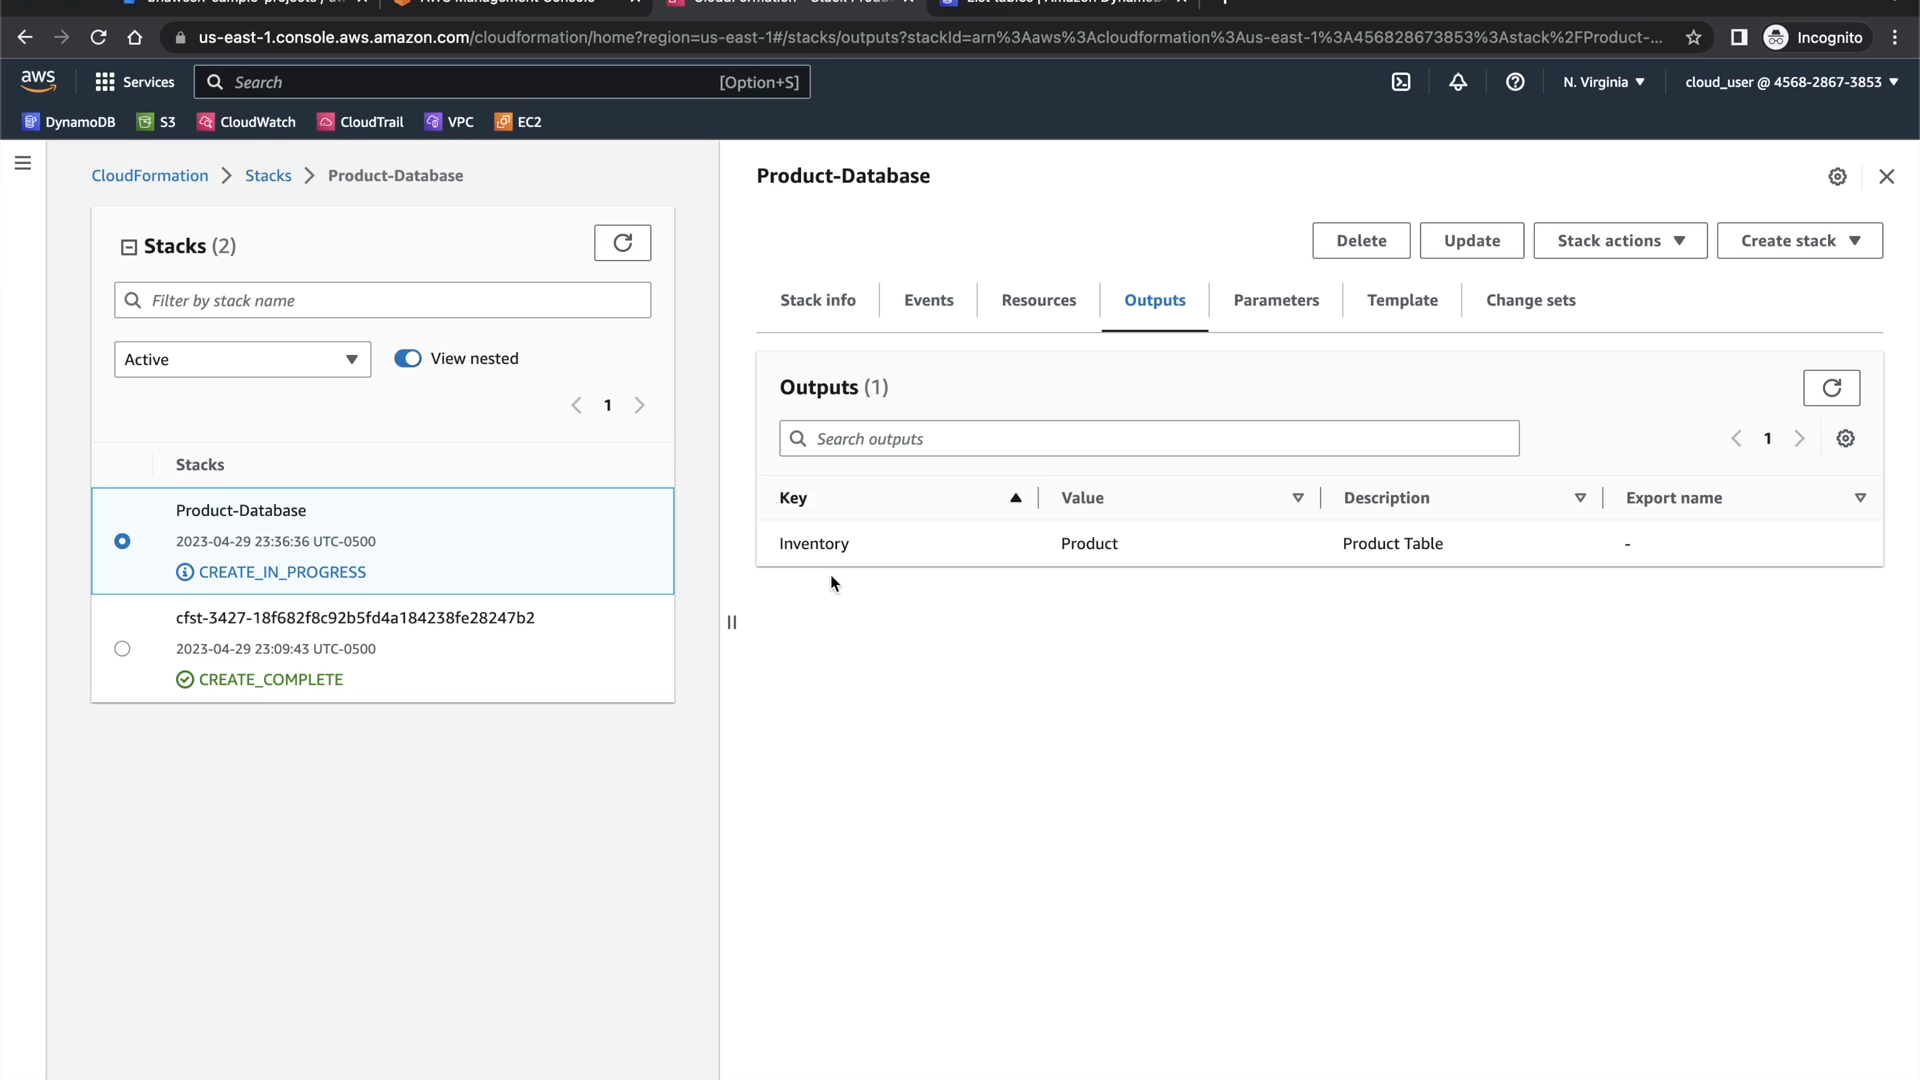 us-east-1.console.aws.amazon.com/cloudformation/home?region=us-east-1#/stacks/outputs?stackId=arn%3Aaws%3Acloudformation%3Aus-east-1%3A456828673853%3Astack%2FProduct-... Incognito
aws Services Search [Option+S] N. Virginia cloud_user @ 4568-2867-3853
DynamoDB S3 CloudWatch CloudTrail VPC EC2
CloudFormation Stacks Product-Database
Product-Database
Stacks (2)
Delete Update Stack actions Create stack
Filter by stack name
Stack info Events Resources Outputs Parameters Template Change sets
Active View nested
1
Outputs (1)
Search outputs 1
Stacks
Key Value Description Export name
Product-Database
2023-04-29 23:36:36 UTC-0500
CREATE_IN_PROGRESS
Inventory Product Product Table -
cfst-3427-18f682f8c92b5fd4a184238fe28247b2
2023-04-29 23:09:43 UTC-0500
CREATE_COMPLETE